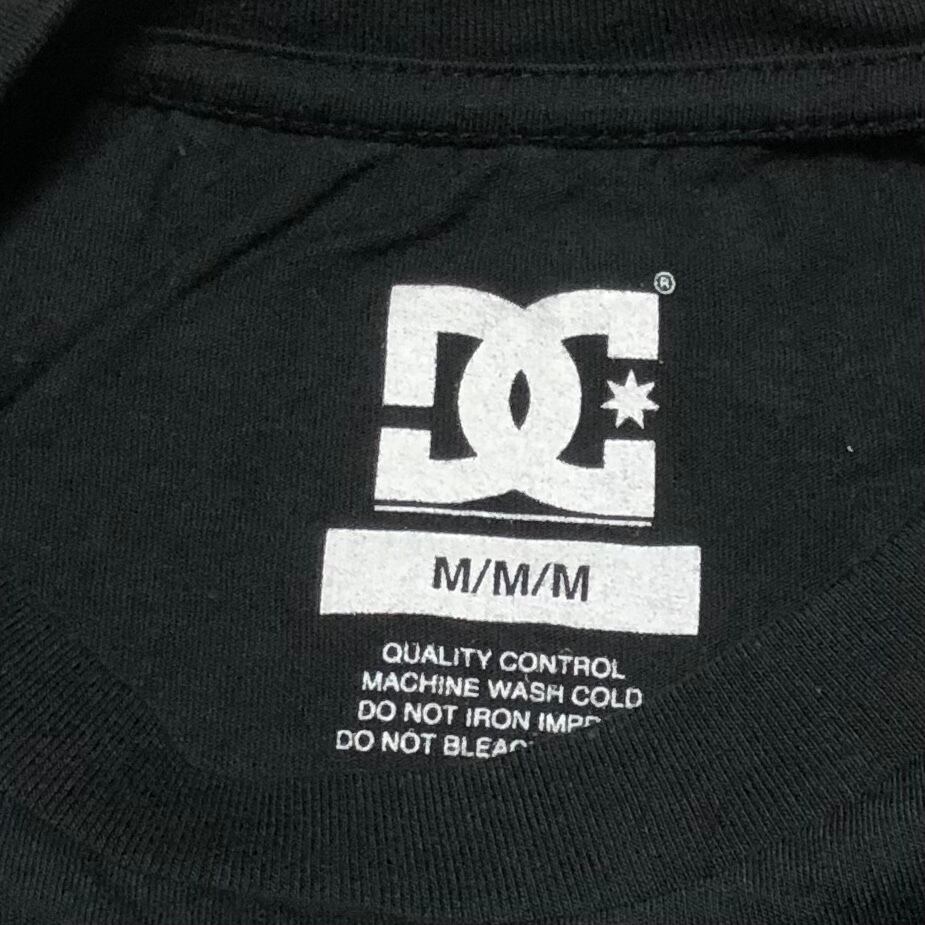 DC®
M/M/M
QUALITY CONTROL
MACHINE WASH COLD
DO NOT IRON
DO NOT